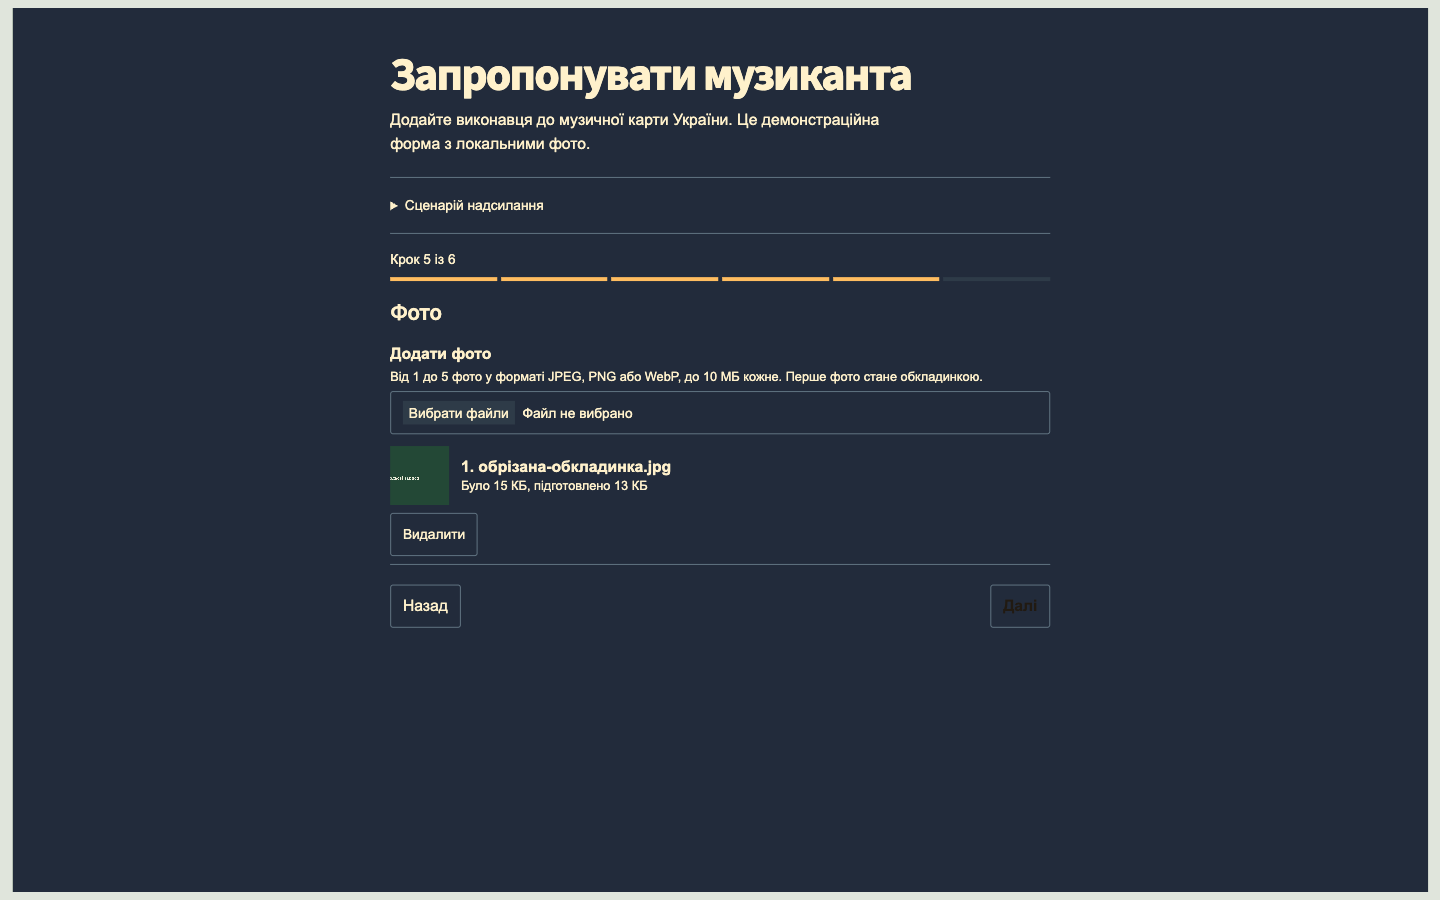 Запропонувати музиканта
Додайте виконавця до музичної карти України. Це демонстраційна
форма з локальними фото.
Сценарій надсилання
Крок 5 із 6
Фото
Додати фото
Від 1 до 5 фото у форматі JPEG, PNG або WebP, до 10 МБ кожне. Перше фото стане обкладинкою.
Вибрати файли Файл не вибрано
1. обрізана-обкладинка.jpg
Було 15 КБ, підготовлено 13 КБ
Видалити
Назад
Далі